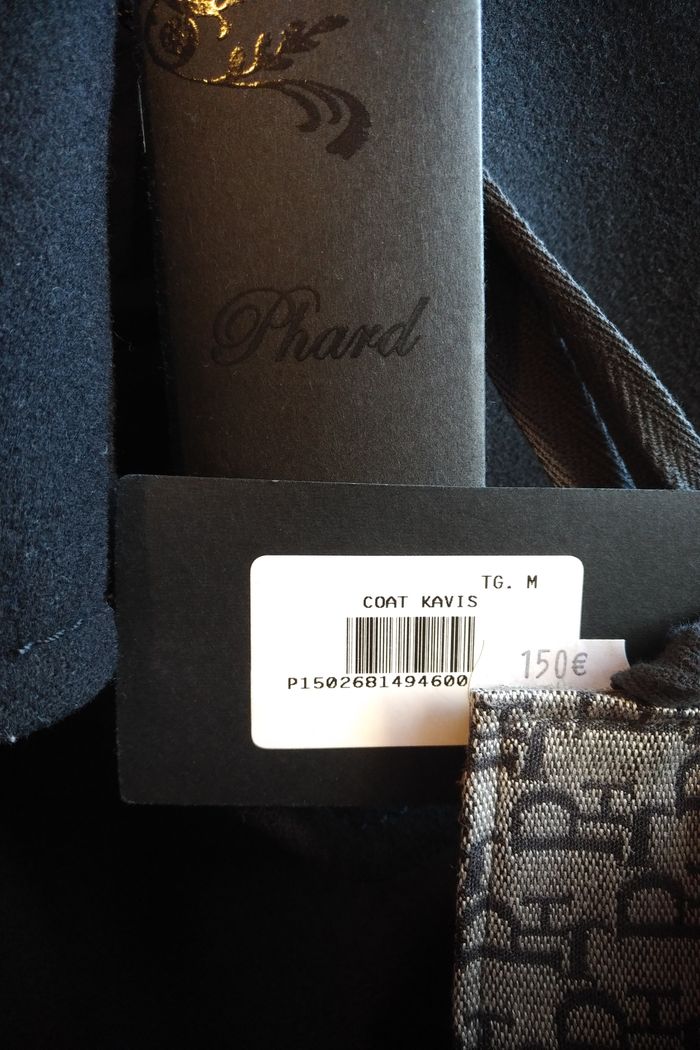 Phard
TG. M
COAT KAVIS
P1502681494600
150€